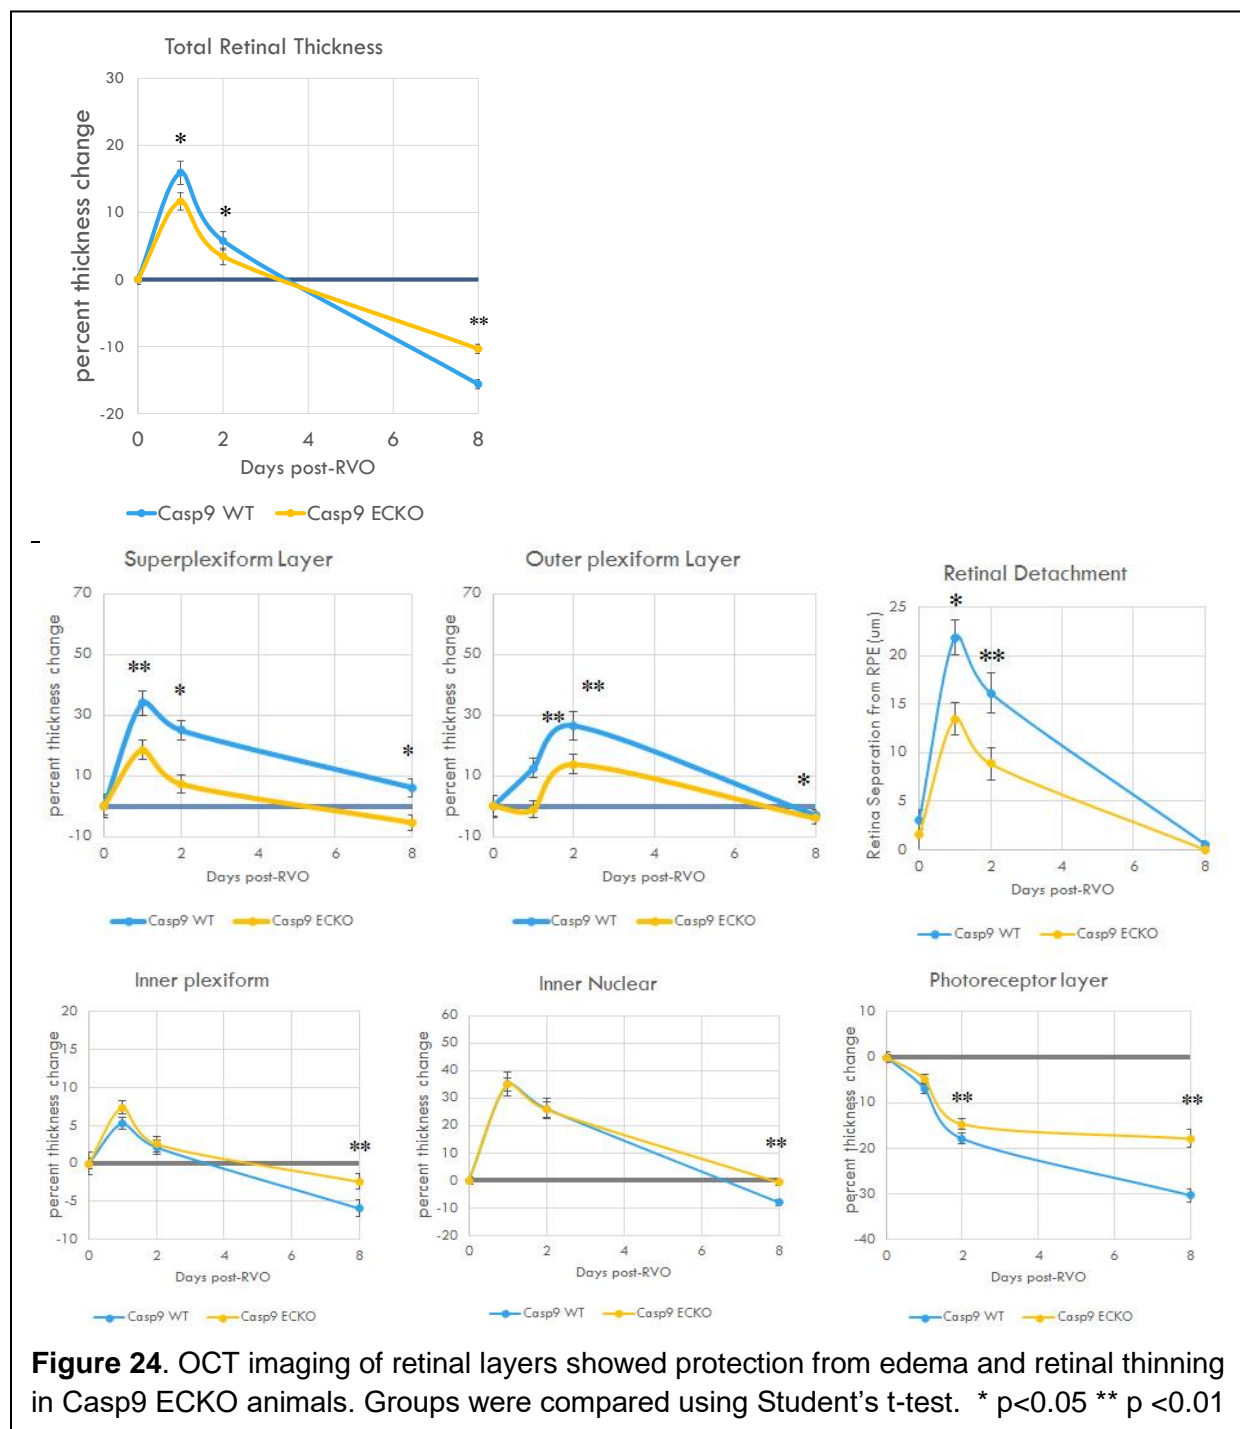 Total Retinal Thickness
percent thickness change
30
20
10
0
-10
-20
*
*
**
0 2 4 6 8
Days post-RVO
Casp9 WT Casp9 ECKO
Superplexiform Layer
percent thickness change
70
50
30
10
-10
**
*
*
0 2 4 6 8
Days post-RVO
Casp9 WT Casp9 ECKO
Outer plexiform Layer
percent thickness change
70
50
30
10
-10
**
**
*
0 2 4 6 8
Days post-RVO
Casp9 WT Casp9 ECKO
Retinal Detachment
Retina Separation from RPE(um)
25
20
15
10
5
0
*
**
0 2 4 6 8
Days post-RVO
Casp9 WT Casp9 ECKO
Inner plexiform
percent thickness change
20
15
10
5
0
-5
-10
**
0 2 4 6 8
Days post-RVO
Casp9 WT Casp9 ECKO
Inner Nuclear
percent thickness change
60
50
40
30
20
10
0
-10
-20
**
0 2 4 6 8
Days post-RVO
Casp9 WT Casp9 ECKO
Photoreceptor layer
percent thickness change
10
0
-10
-20
-30
-40
**
**
0 2 4 6 8
Days post-RVO
Casp9 WT Casp9 ECKO
Figure 24. OCT imaging of retinal layers showed protection from edema and retinal thinning
in Casp9 ECKO animals. Groups were compared using Student’s t-test. * p<0.05 ** p <0.01